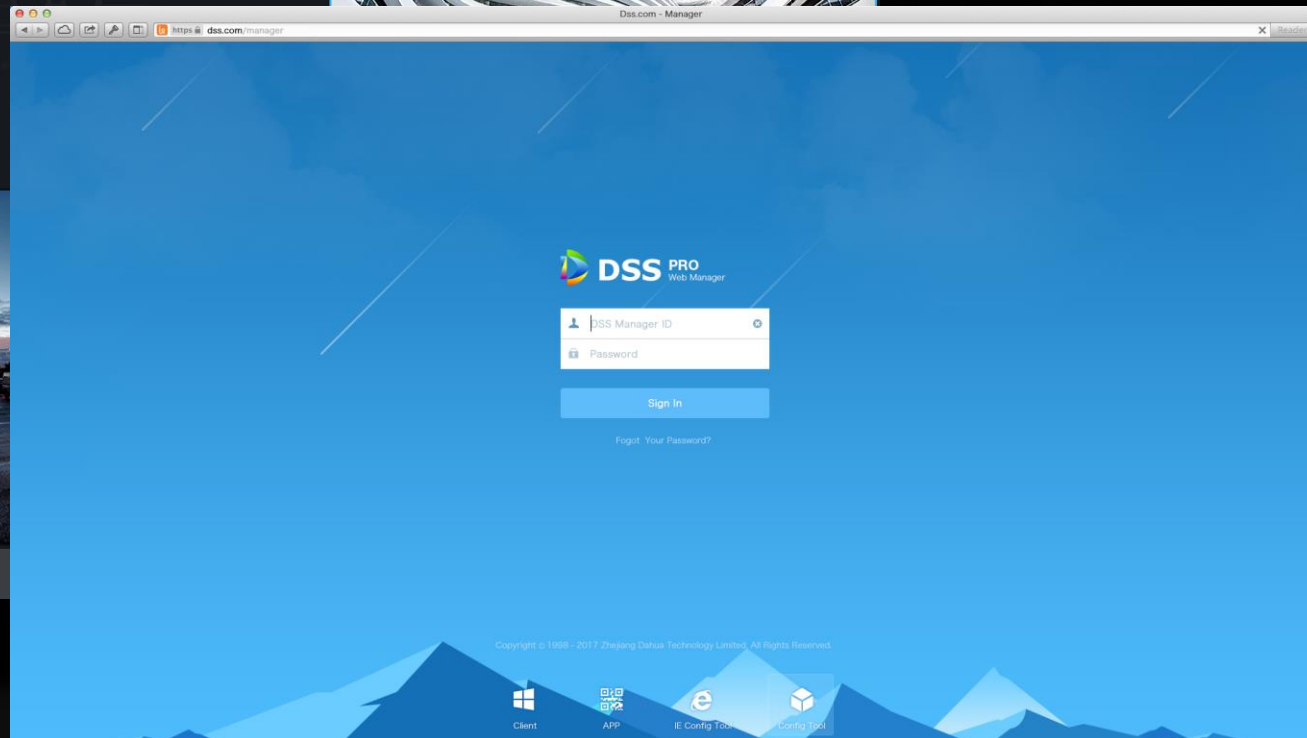 Dss.com - Manager
https dss.com/manager
Reader
DSS PRO
Web Manager
DSS Manager ID
Password
Sign In
Fogot Your Password?
Copyright © 1998 - 2017 Zhejiang Dahua Technology Limited. All Rights Reserved.
Client
APP
IE Config Tool
Config Tool